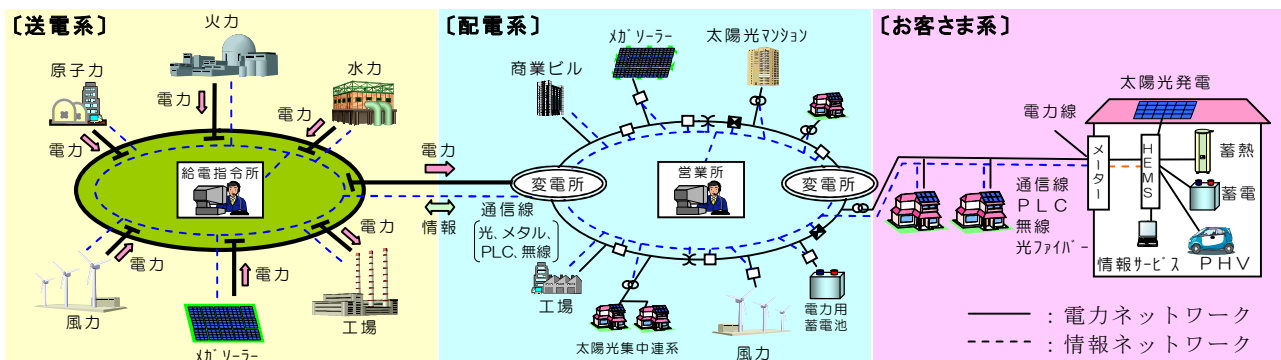 〔送電系〕
火力
原子力
水力
電力
電力
電力
給電指令所
電力
電力
電力
風力
ﾒｶﾞｿｰﾗｰ
工場
電力
情報
〔配電系〕
ﾒｶﾞｿｰﾗｰ
太陽光マンション
商業ビル
変電所
営業所
変電所
通信線
光、メタル、
PLC、無線
工場
太陽光集中連系
風力
電力用
蓄電池
〔お客さま系〕
太陽光発電
電力線
メーター
HEMS
蓄熱
蓄電
通信線
PLC
無線
光ﾌｧｲﾊﾞｰ
情報サービス
PHV
：電力ネットワーク
：情報ネットワーク